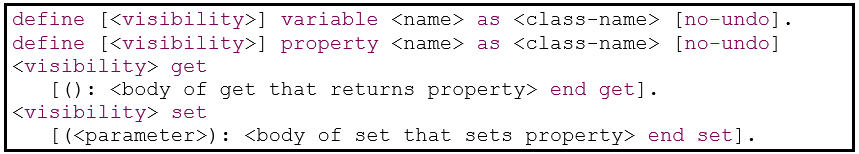 define [<visibility>] variable <name> as <class-name> [no-undo].
define [<visibility>] property <name> as <class-name> [no-undo]
<visibility> get
[(): <body of get that returns property> end get].
<visibility> set
[(<parameter>): <body of set that sets property> end set].